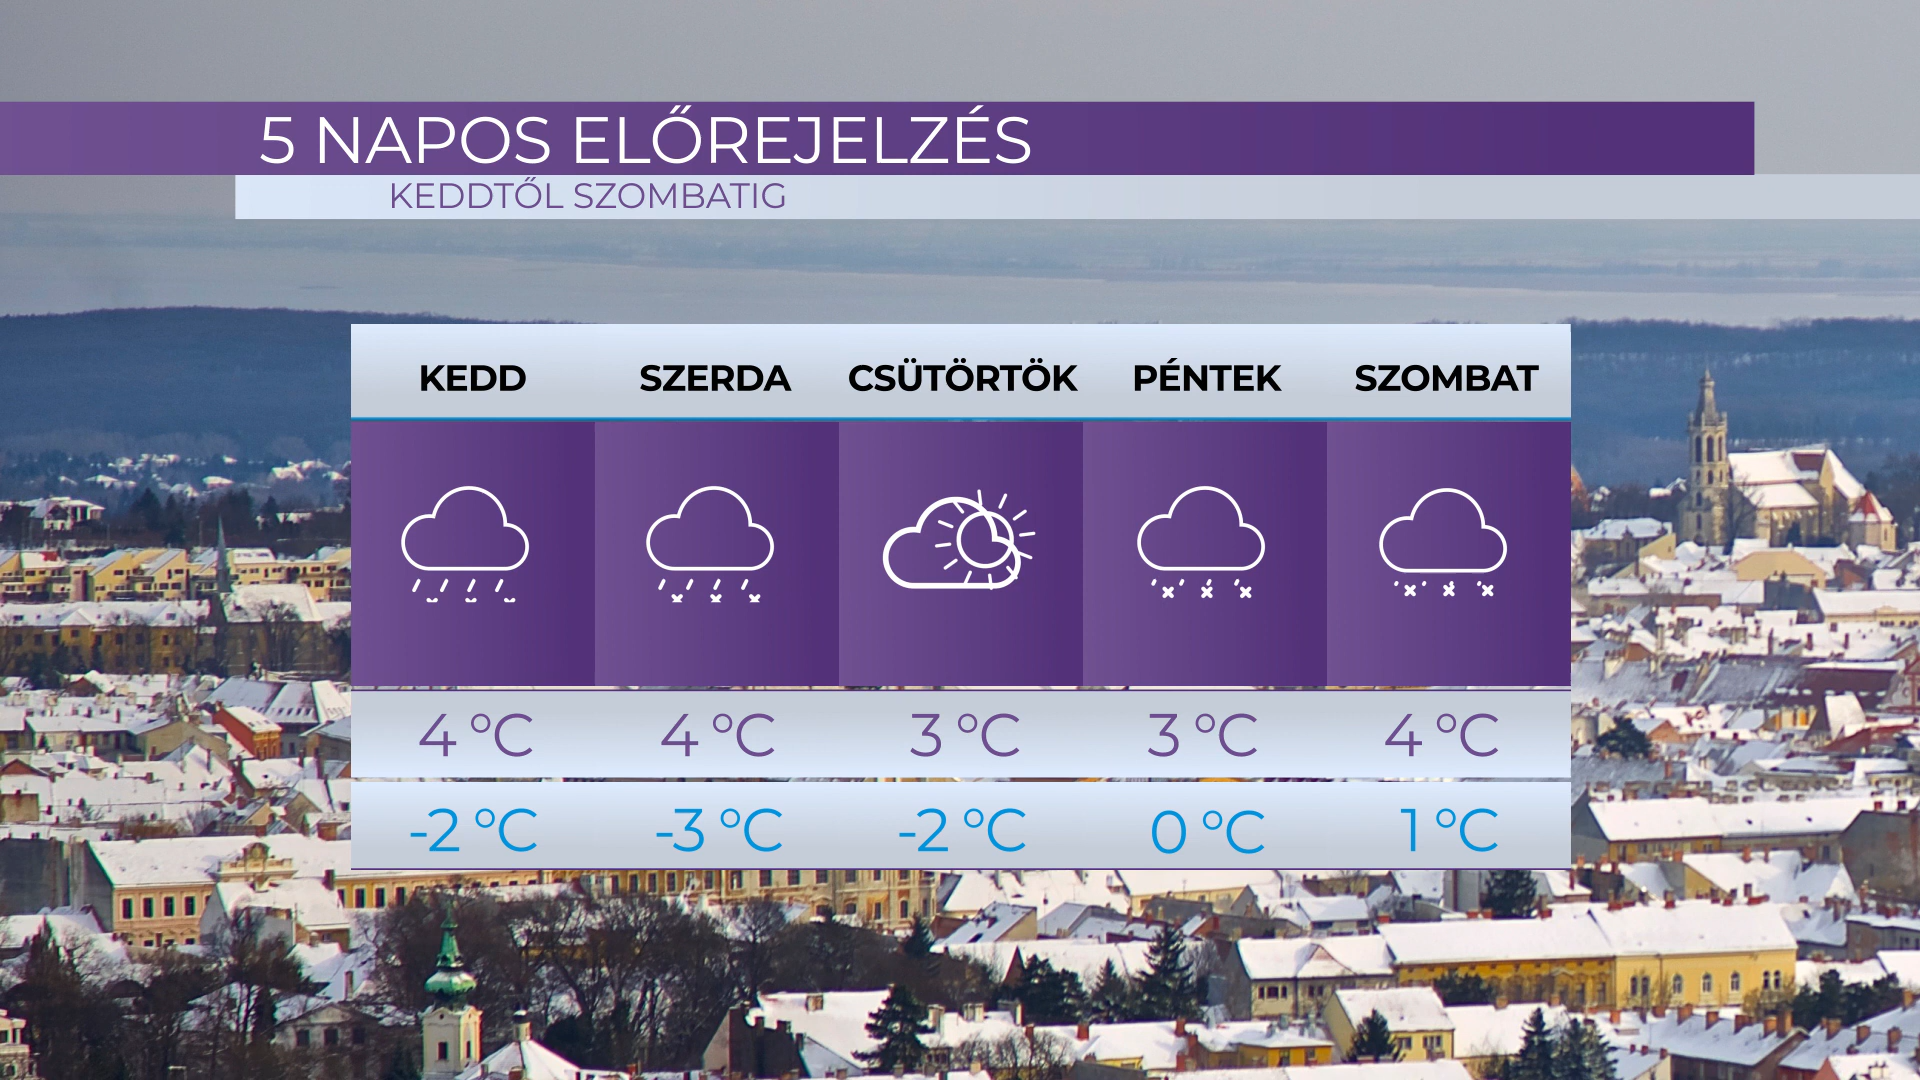 5 NAPOS ELŐREJELZÉS
KEDDTŐL SZOMBATIG
KEDD SZERDA CSÜTÖRTÖK PÉNTEK SZOMBAT
4 °C 4 °C 3 °C 3 °C 4 °C
-2 °C -3 °C -2 °C 0 °C 1 °C